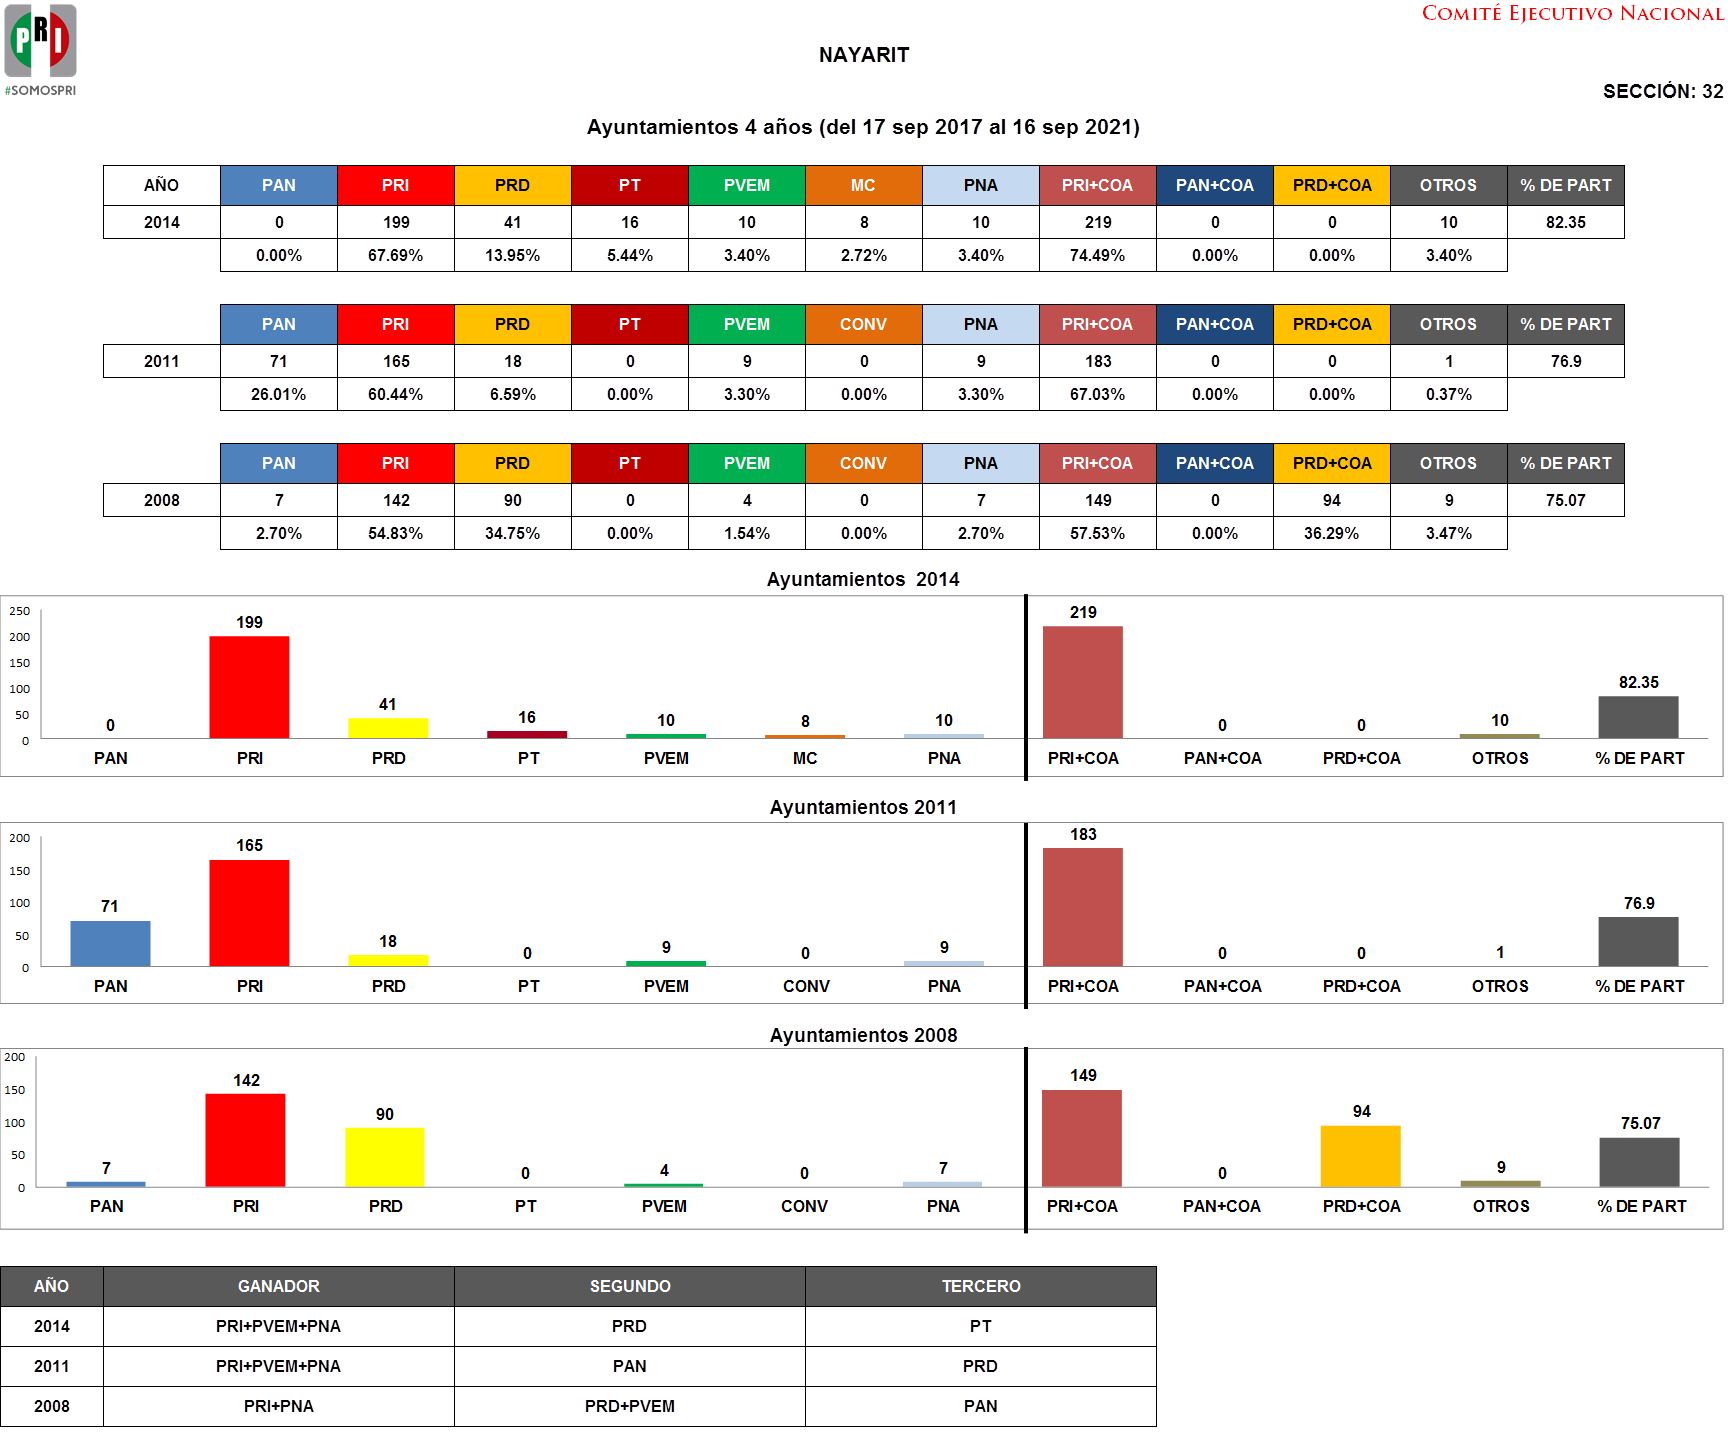 PRI
#SOMOSPRI
COMITÉ EJECUTIVO NACIONAL
NAYARIT
SECCIÓN: 32
Ayuntamientos 4 años (del 17 sep 2017 al 16 sep 2021)
AÑO PAN PRI PRD PT PVEM MC PNA PRI+COA PAN+COA PRD+COA OTROS % DE PART
2014 0 199 41 16 10 8 10 219 0 0 10 82.35
0.00% 67.69% 13.95% 5.44% 3.40% 2.72% 3.40% 74.49% 0.00% 0.00% 3.40%
PAN PRI PRD PT PVEM CONV PNA PRI+COA PAN+COA PRD+COA OTROS % DE PART
2011 71 165 18 0 9 0 9 183 0 0 1 76.9
26.01% 60.44% 6.59% 0.00% 3.30% 0.00% 3.30% 67.03% 0.00% 0.00% 0.37%
PAN PRI PRD PT PVEM CONV PNA PRI+COA PAN+COA PRD+COA OTROS % DE PART
2008 7 142 90 0 4 0 7 149 0 94 9 75.07
2.70% 54.83% 34.75% 0.00% 1.54% 0.00% 2.70% 57.53% 0.00% 36.29% 3.47%
Ayuntamientos 2014
250
200
150
100
50
0
0 199 41 16 10 8 10 219 0 0 10 82.35
PAN PRI PRD PT PVEM MC PNA PRI+COA PAN+COA PRD+COA OTROS % DE PART
Ayuntamientos 2011
200
150
100
50
0
71 165 18 0 9 0 9 183 0 0 1 76.9
PAN PRI PRD PT PVEM CONV PNA PRI+COA PAN+COA PRD+COA OTROS % DE PART
Ayuntamientos 2008
200
150
100
50
0
7 142 90 0 4 0 7 149 0 94 9 75.07
PAN PRI PRD PT PVEM CONV PNA PRI+COA PAN+COA PRD+COA OTROS % DE PART
AÑO GANADOR SEGUNDO TERCERO
2014 PRI+PVEM+PNA PRD PT
2011 PRI+PVEM+PNA PAN PRD
2008 PRI+PNA PRD+PVEM PAN